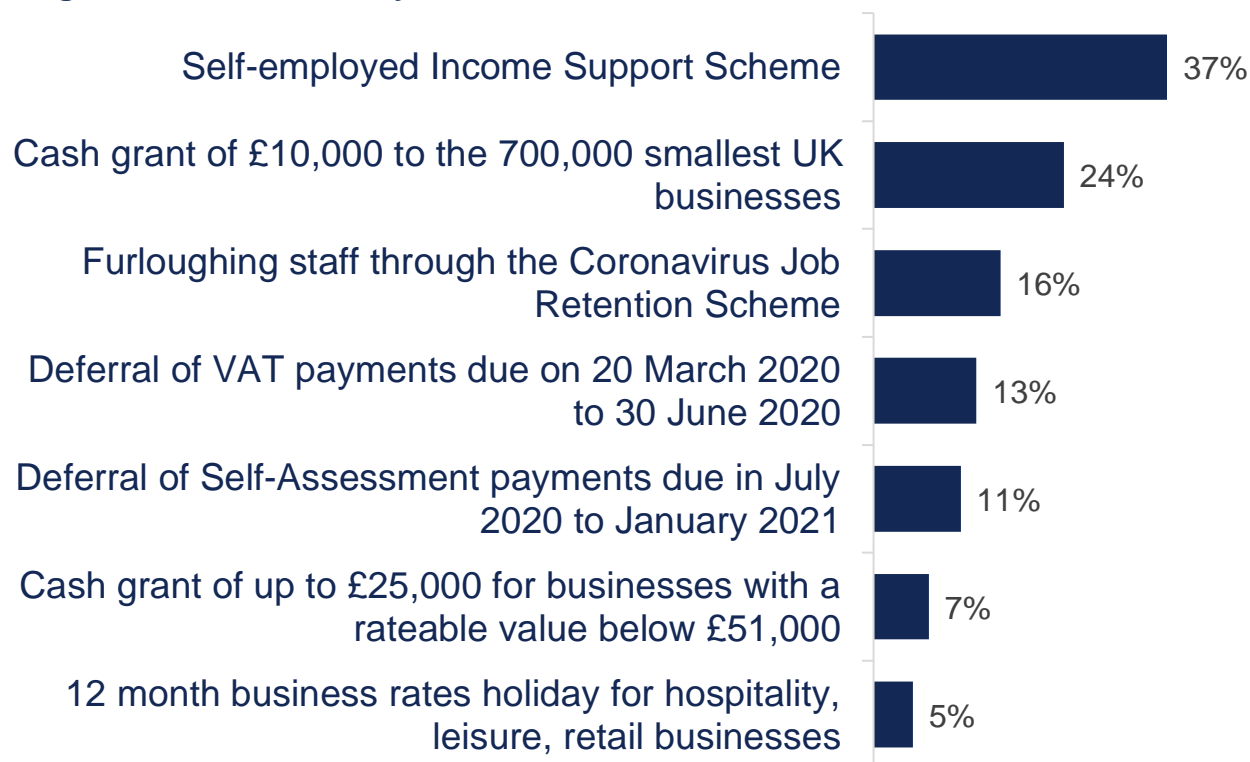 Self-employed Income Support Scheme
37%
Cash grant of £10,000 to the 700,000 smallest UK
businesses
24%
Furloughing staff through the Coronavirus Job
Retention Scheme
16%
Deferral of VAT payments due on 20 March 2020
to 30 June 2020
13%
Deferral of Self-Assessment payments due in July
2020 to January 2021
11%
Cash grant of up to £25,000 for businesses with a
rateable value below £51,000
7%
12 month business rates holiday for hospitality,
leisure, retail businesses
5%